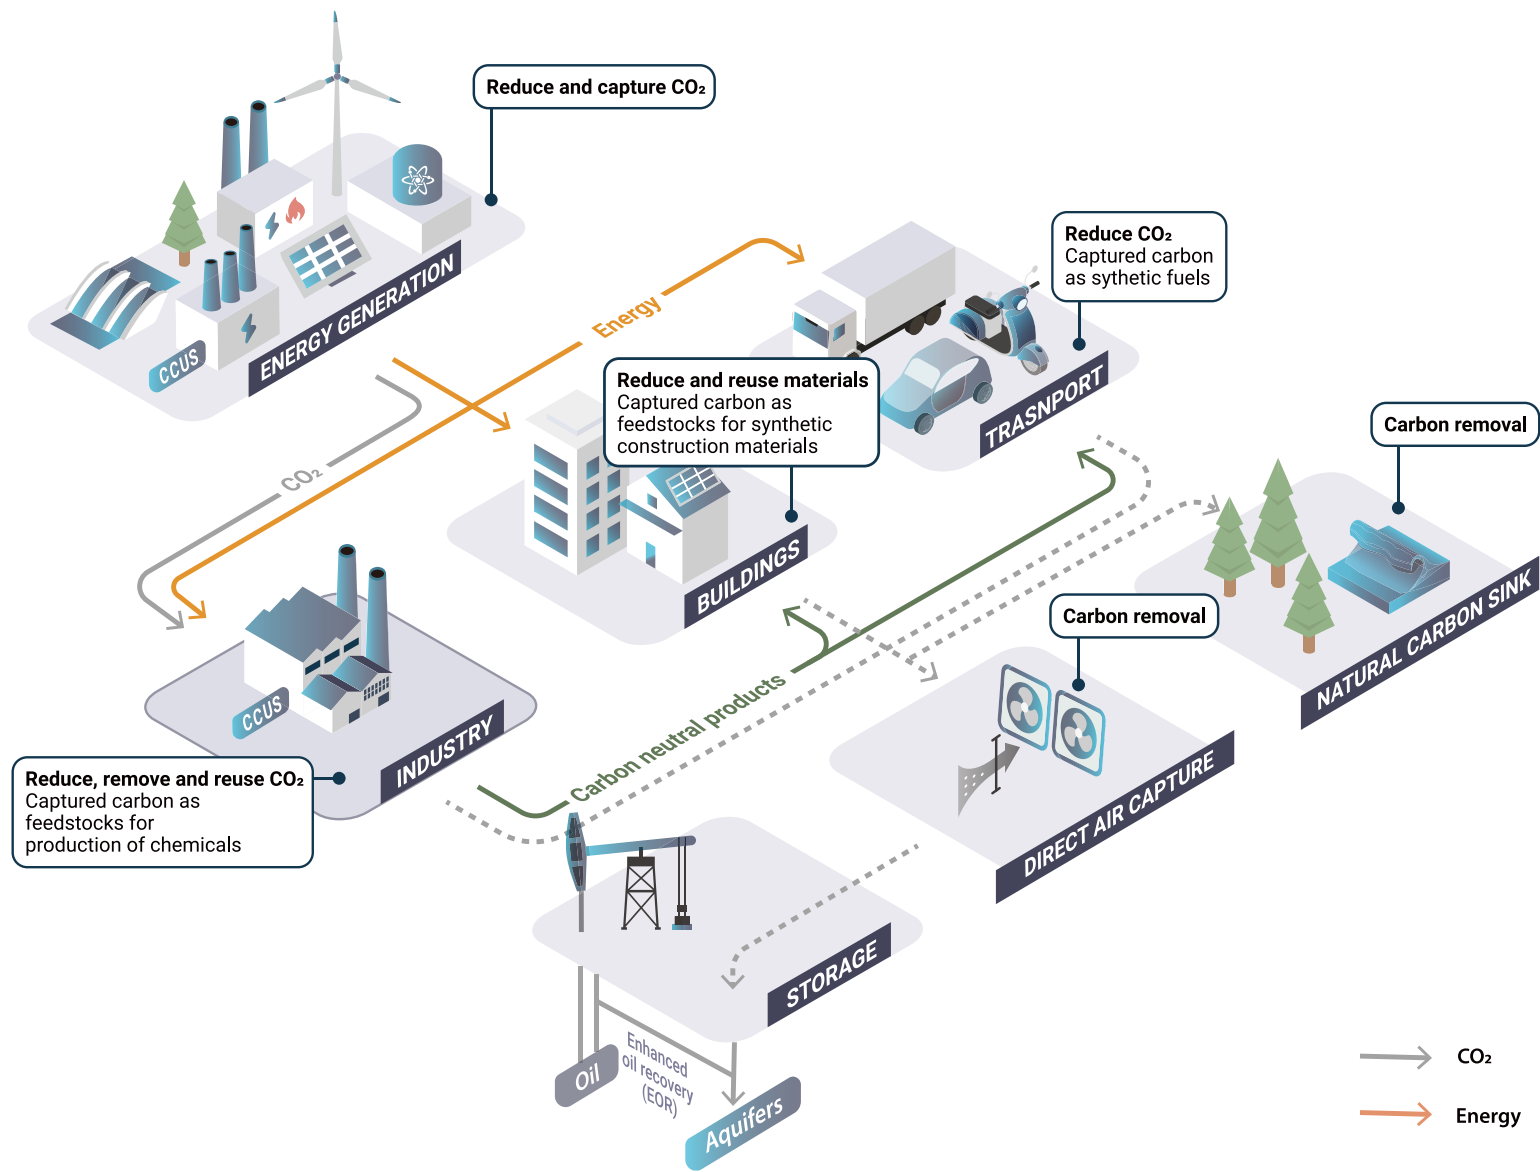 Reduce and capture CO₂
ENERGY GENERATION
CCUS
Energy
CO₂
Reduce CO₂
Captured carbon
as sythetic fuels
TRASNPORT
Reduce and reuse materials
Captured carbon as
feedstocks for synthetic
construction materials
BUILDINGS
Carbon removal
NATURAL CARBON SINK
Carbon removal
DIRECT AIR CAPTURE
CCUS
INDUSTRY
Reduce, remove and reuse CO₂
Captured carbon as
feedstocks for
production of chemicals
Carbon neutral products
STORAGE
Enhanced
oil recovery
(EOR)
Oil
Aquifers
CO₂
Energy